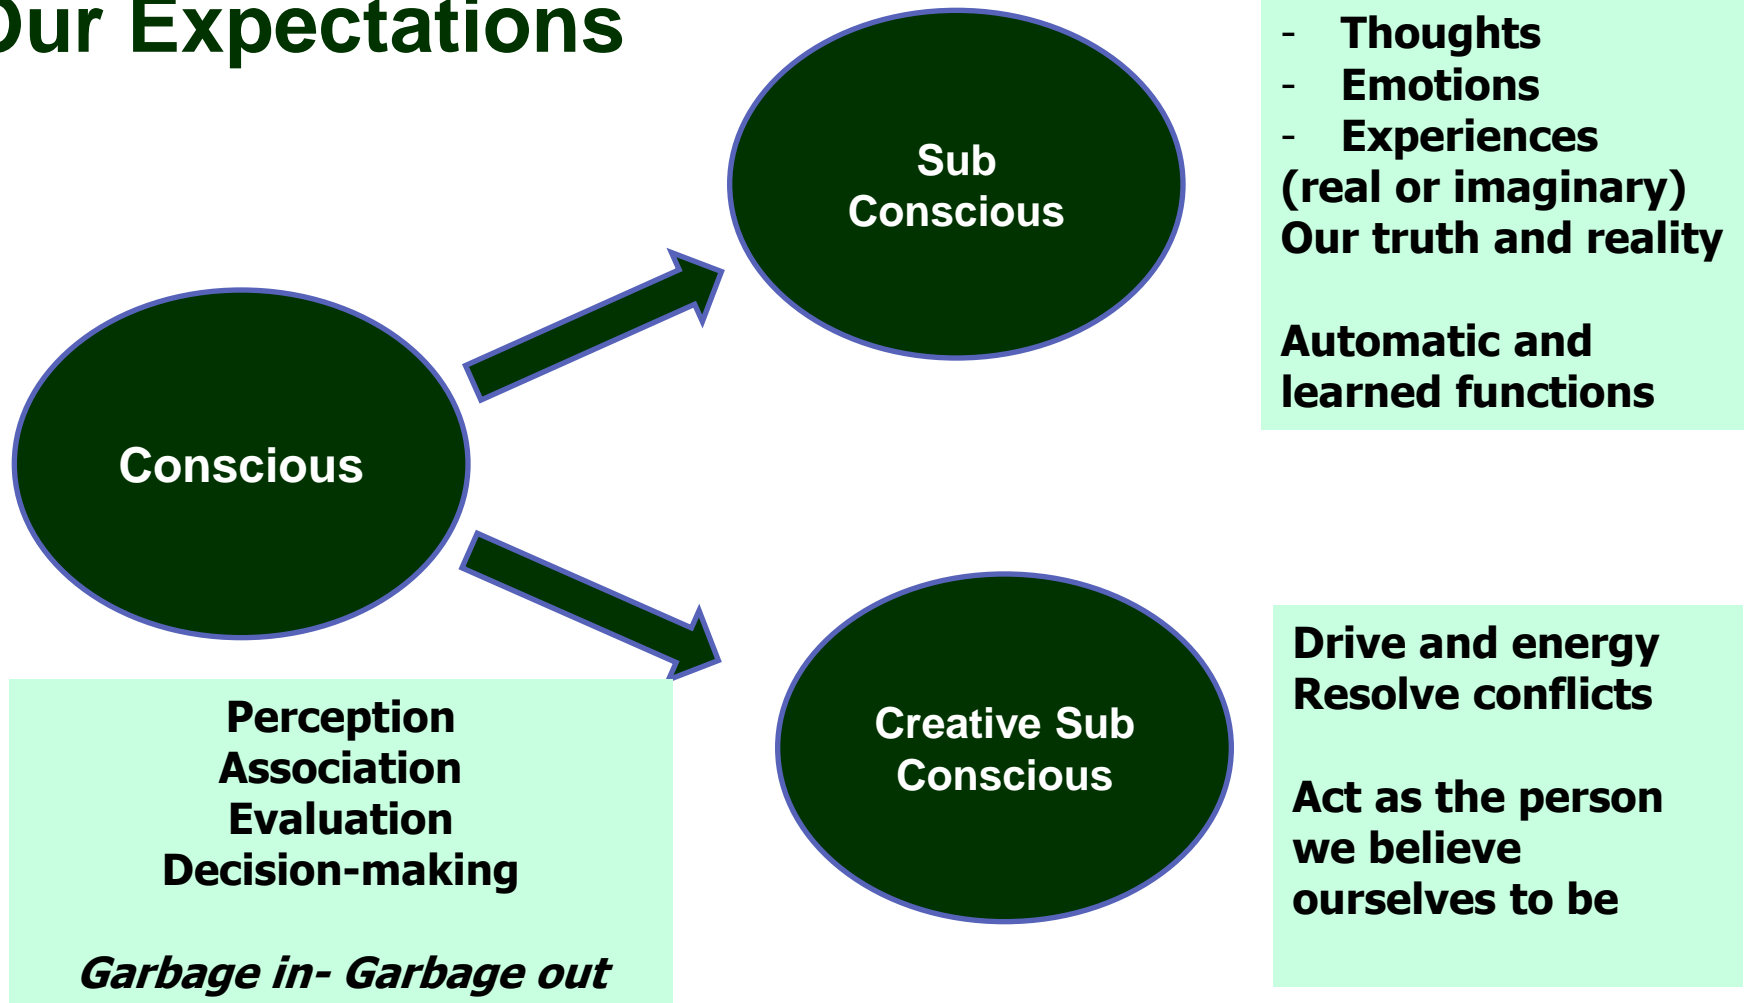 Our Expectations
Sub
Conscious
- Thoughts
- Emotions
- Experiences
(real or imaginary)
Our truth and reality
Automatic and
learned functions
Conscious
Perception
Association
Evaluation
Decision-making
Garbage in- Garbage out
Creative Sub
Conscious
Drive and energy
Resolve conflicts
Act as the person
we believe
ourselves to be